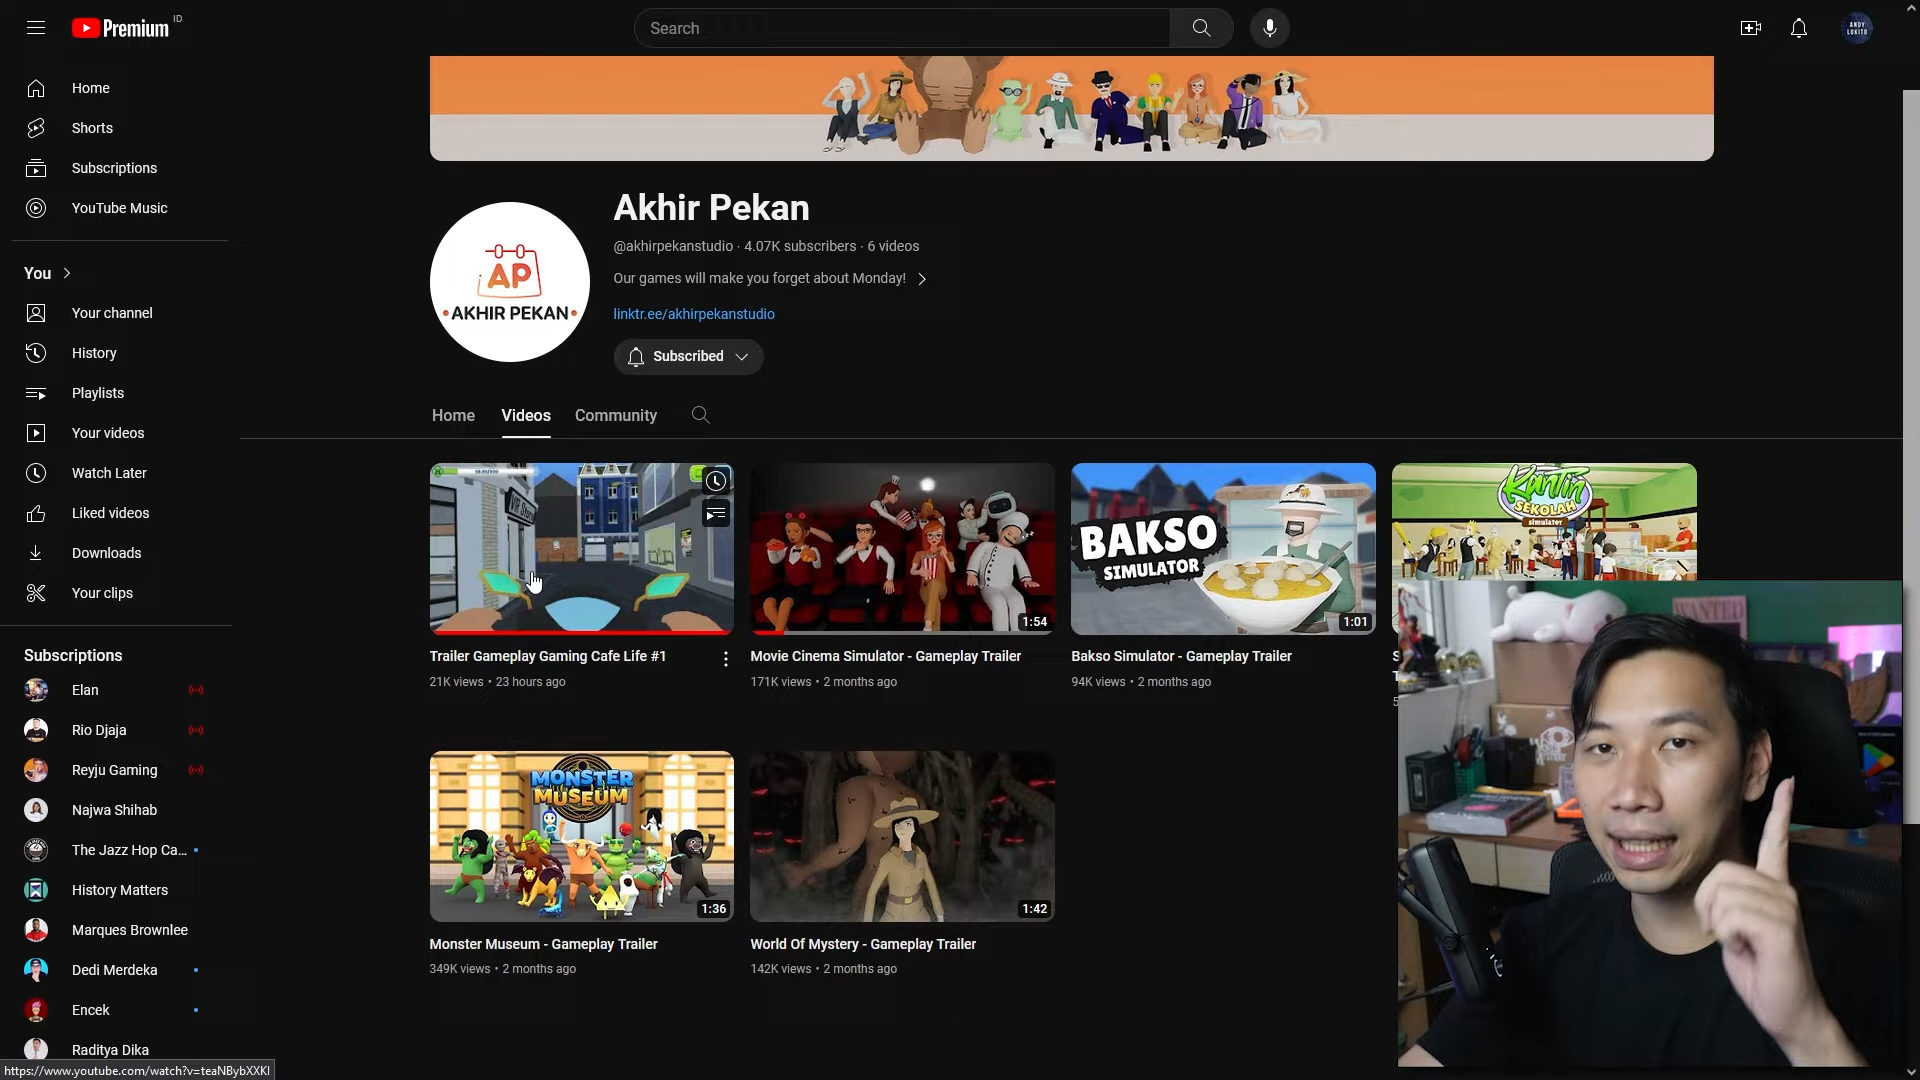 Premium
ID
Search
ANDY
LUKITO
Home
Shorts
Subscriptions
YouTube Music
You
Your channel
History
Playlists
Your videos
Watch Later
Liked videos
Downloads
Your clips
Subscriptions
Elan
Rio Djaja
Reyju Gaming
Najwa Shihab
The Jazz Hop Ca...
History Matters
Marques Brownlee
Dedi Merdeka
Encek
Raditya Dika
https://www.youtube.com/watch?v=teaNBybXXKI
AP
• AKHIR PEKAN •
Akhir Pekan
@akhirpekanstudio · 4.07K subscribers · 6 videos
Our games will make you forget about Monday!
linktr.ee/akhirpekanstudio
Subscribed
Home
Videos
Community
Trailer Gameplay Gaming Cafe Life #1
21K views • 23 hours ago
1:54
Movie Cinema Simulator - Gameplay Trailer
171K views • 2 months ago
BAKSO
SIMULATOR
1:01
Bakso Simulator - Gameplay Trailer
94K views • 2 months ago
Kantin
SEKOLAH
simulator
MONSTER
MUSEUM
1:36
Monster Museum - Gameplay Trailer
349K views • 2 months ago
1:42
World Of Mystery - Gameplay Trailer
142K views • 2 months ago
WANTED